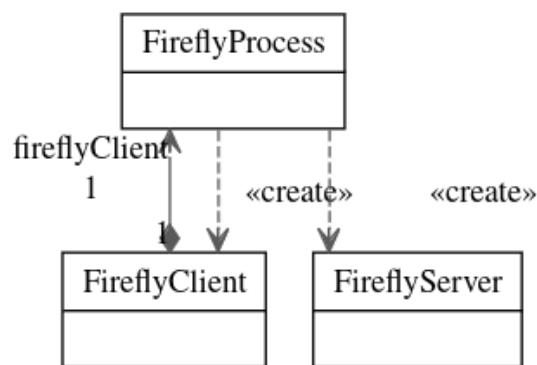 FireflyProcess
fireflyClient
1
«create»
«create»
1
FireflyClient
FireflyServer